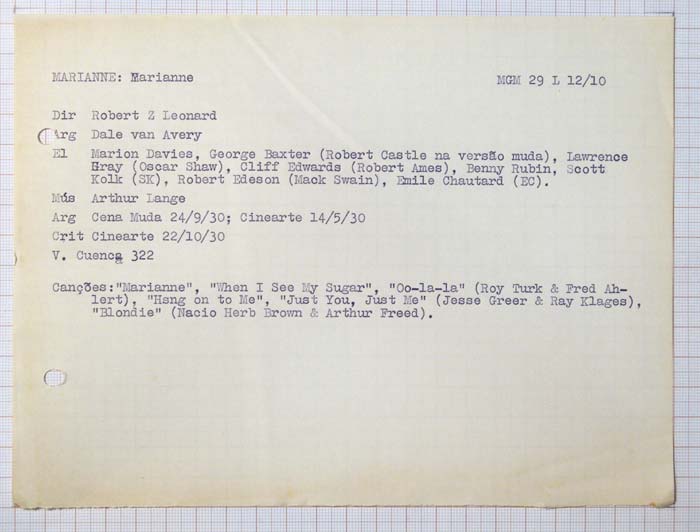 MARIANNE: Marianne MGM 29 L 12/10
Dir Robert Z Leonard
Arg Dale van Avery
El Marion Davies, George Baxter (Robert Castle na versão muda), Lawrence
Gray (Oscar Shaw), Cliff Edwards (Robert Ames), Benny Rubin, Scott
Kolk (SK), Robert Edeson (Mack Swain), Emile Chautard (EC).
Mús Arthur Lange
Arg Cena Muda 24/9/30; Cinearte 14/5/30
Crit Cinearte 22/10/30
V. Cuenca 322
Canções:"Marianne", "When I See My Sugar", "Oo-la-la" (Roy Turk & Fred Ah-
lert), "Hsng on to Me", "Just You, Just Me" (Jesse Greer & Ray Klages),
"Blondie" (Nacio Herb Brown & Arthur Freed).